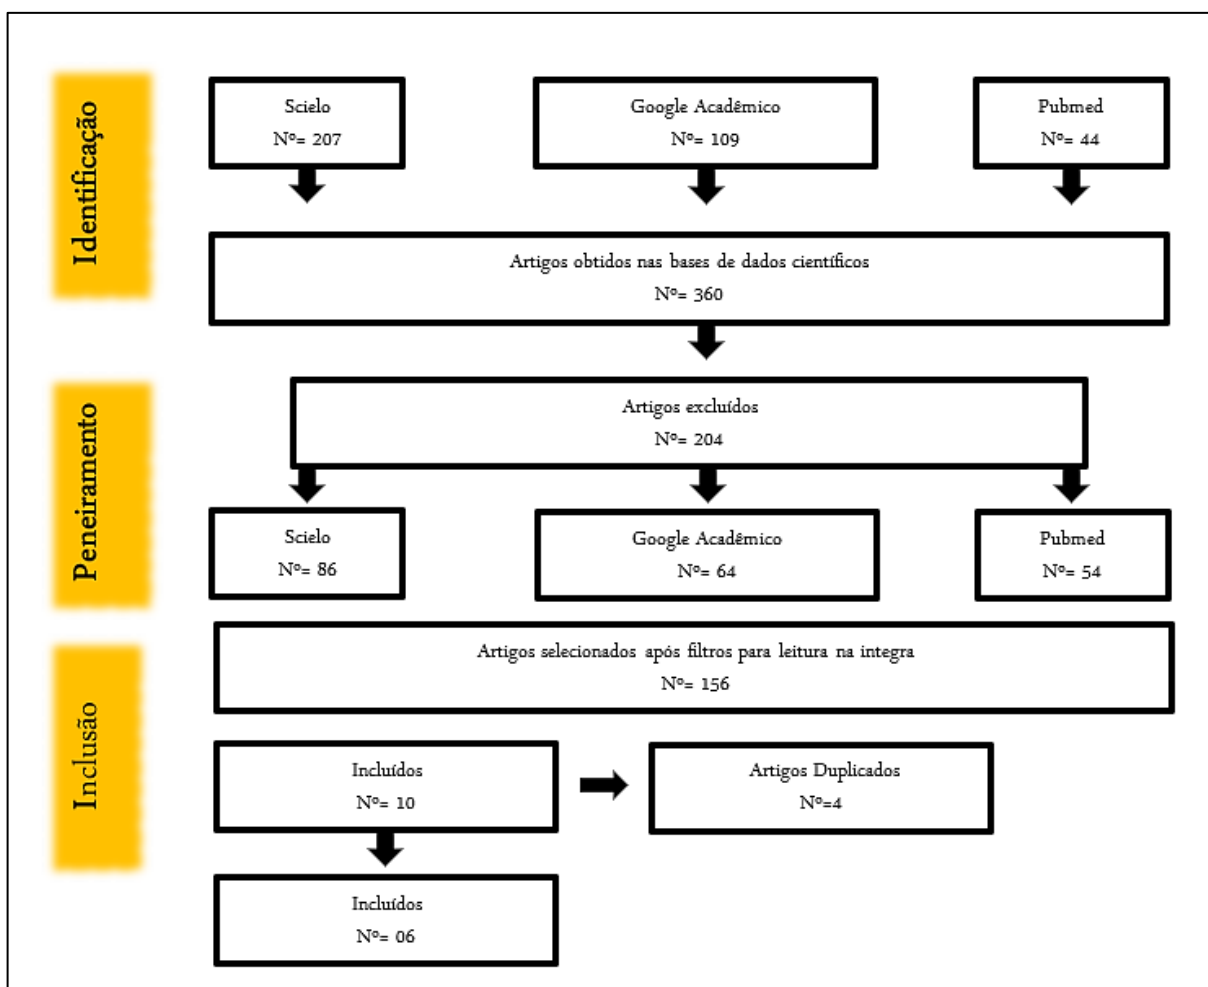 Identificação
Scielo
Nº= 207
Google Acadêmico
Nº= 109
Pubmed
Nº= 44
Artigos obtidos nas bases de dados científicos
Nº= 360
Peneiramento
Artigos excluídos
Nº= 204
Scielo
Nº= 86
Google Acadêmico
Nº= 64
Pubmed
Nº= 54
Inclusão
Artigos selecionados após filtros para leitura na integra
Nº= 156
Incluídos
Nº= 10
Artigos Duplicados
Nº=4
Incluídos
Nº= 06